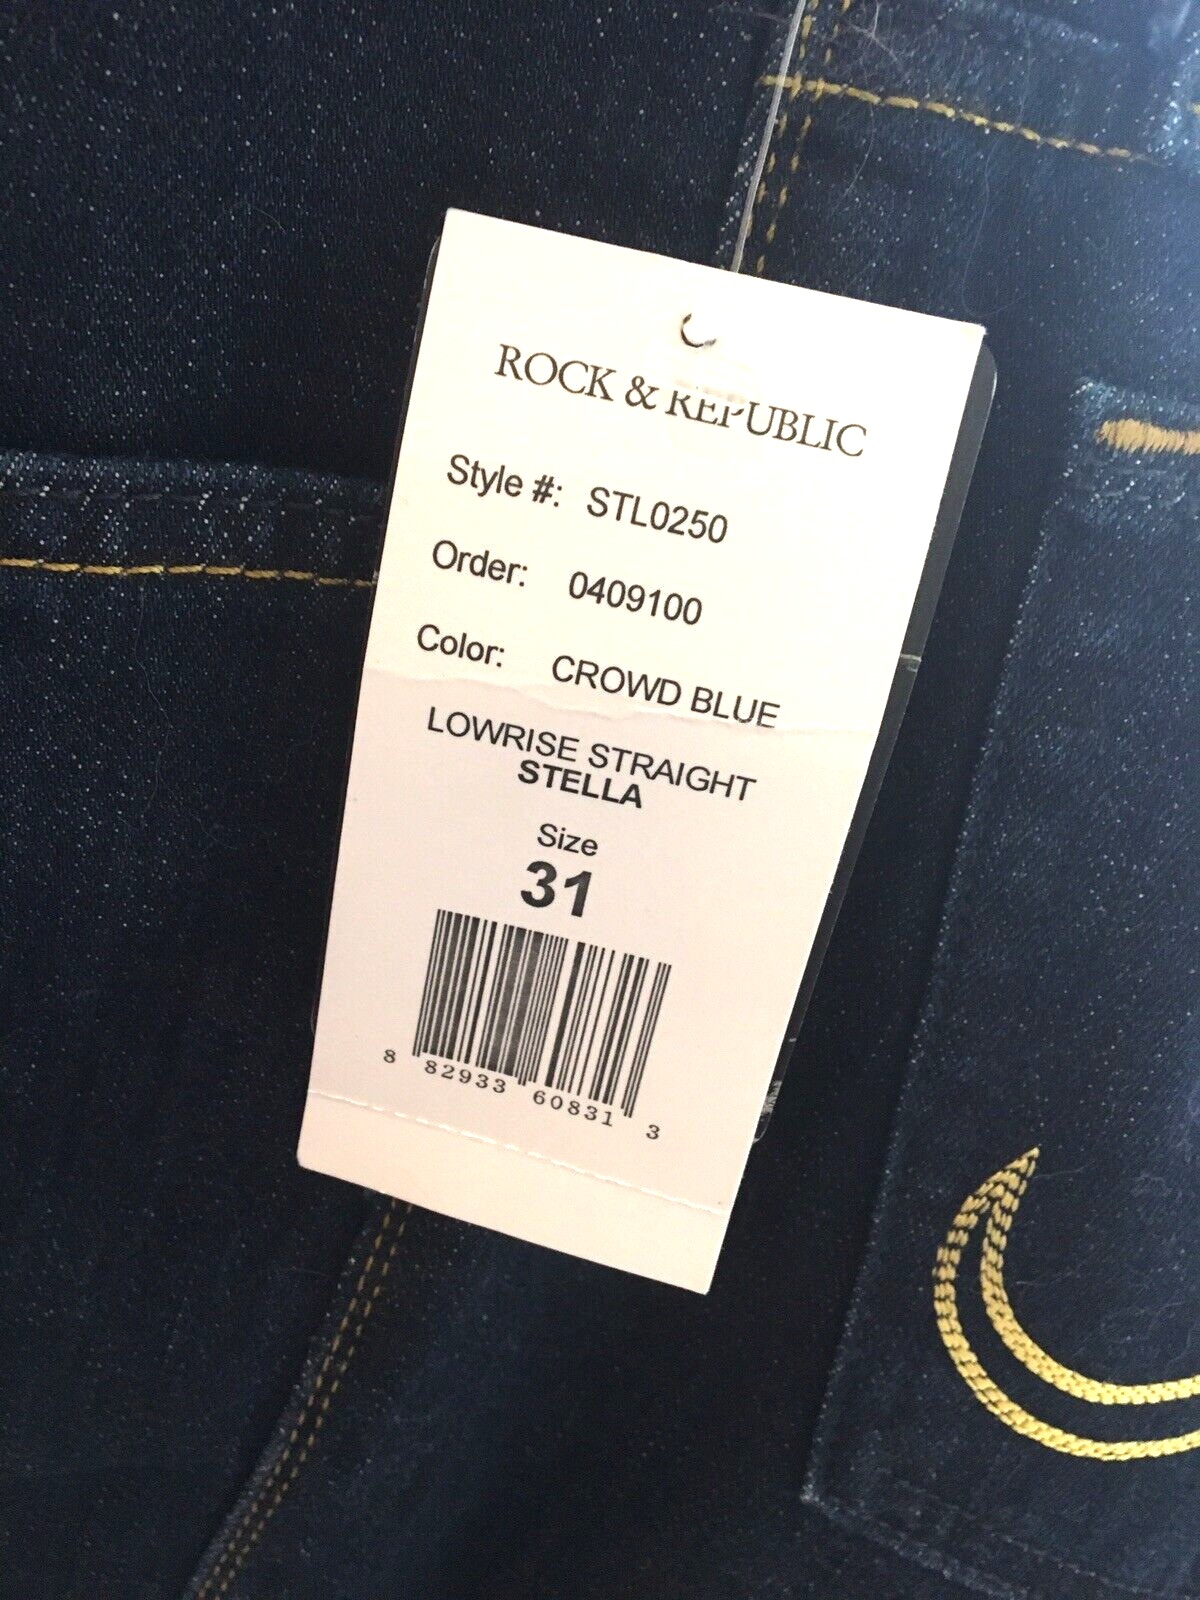 ROCK & REPUBLIC
Style #: STL0250
Order: 0409100
Color: CROWD BLUE
LOWRISE STRAIGHT
STELLA
Size
31
8 82933 60831 3